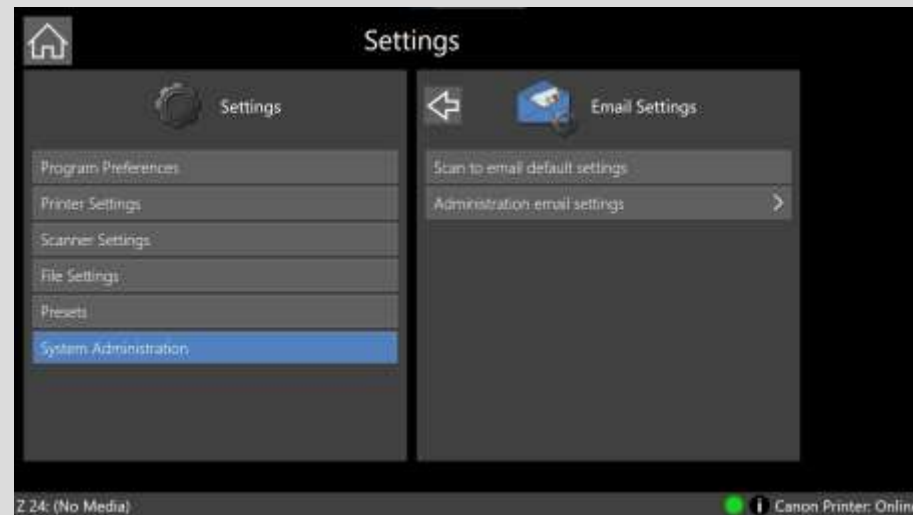 Settings
Settings
Program Preferences
Printer Settings
Scanner Settings
File Settings
Presets
System Administration
Email Settings
Scan to email default settings
Administration email settings
Z 24: (No Media)
Canon Printer: Onlin